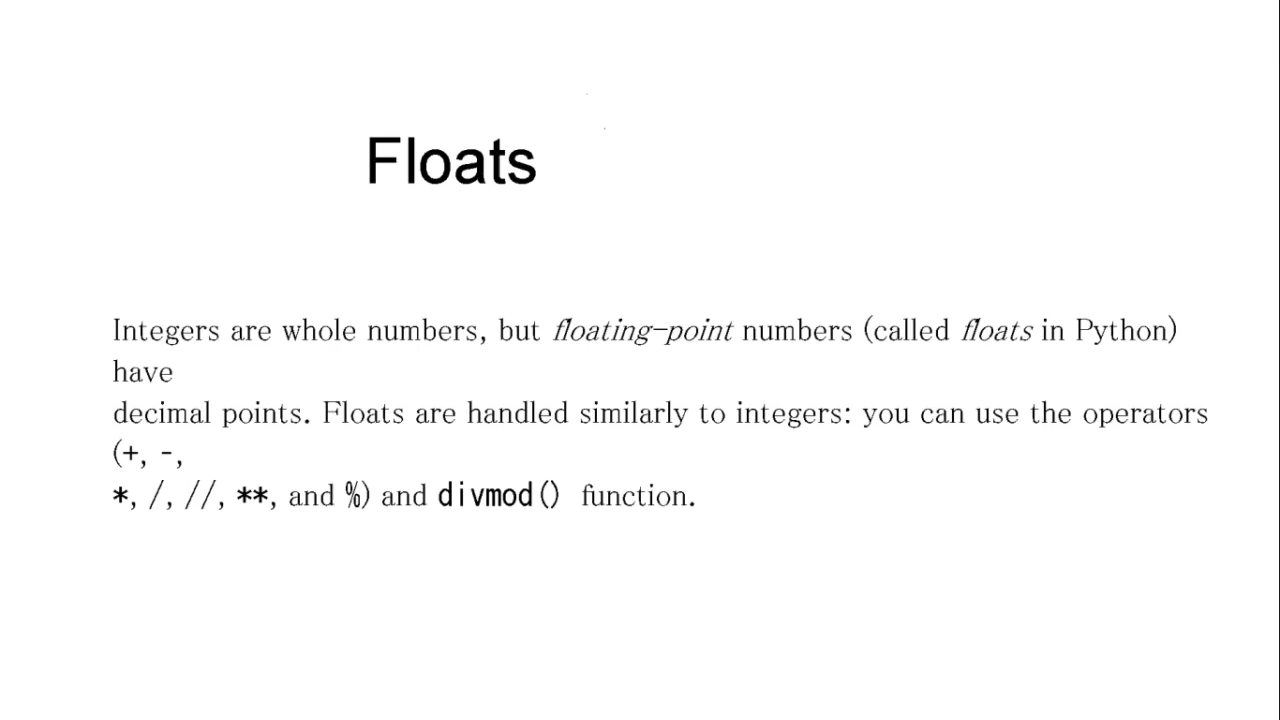 Floats
Integers are whole numbers, but floating-point numbers (called floats in Python)
have
decimal points. Floats are handled similarly to integers: you can use the operators
(+, -,
*, /, //, **, and %) and divmod() function.